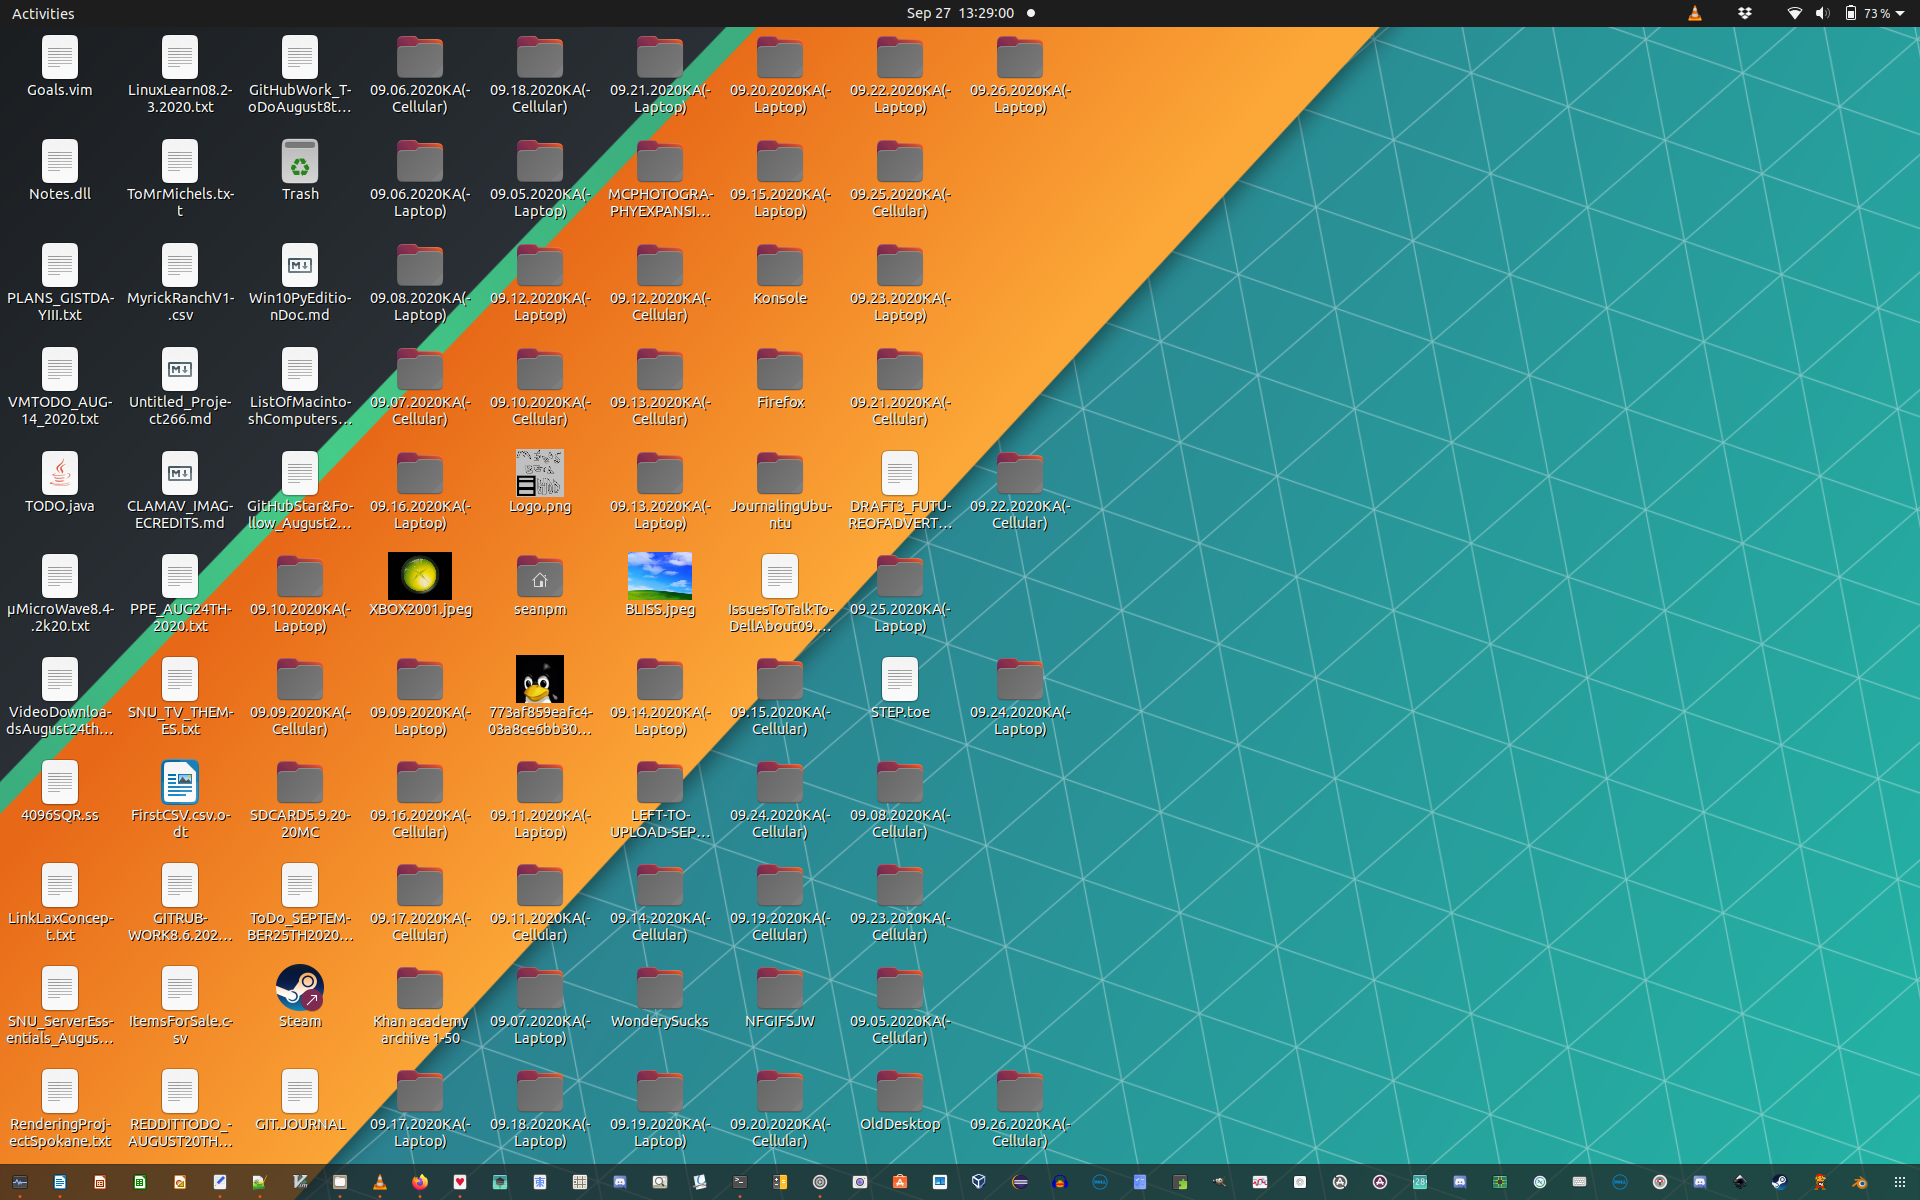 Activities
Sep 27 13:29:00
73 %
Goals.vim
LinuxLearn08.2-
3.2020.txt
GitHubWork_T-
oDoAugust8t...
09.06.2020KA(-
Cellular)
09.18.2020KA(-
Cellular)
09.21.2020KA(-
Laptop)
09.20.2020KA(-
Laptop)
09.22.2020KA(-
Laptop)
09.26.2020KA(-
Laptop)
Notes.dll
ToMrMichels.tx-
t
Trash
09.06.2020KA(-
Laptop)
09.05.2020KA(-
Laptop)
MCPHOTOGRA-
PHYEXPANSI...
09.15.2020KA(-
Laptop)
09.25.2020KA(-
Cellular)
PLANS_GISTDA-
YIII.txt
MyrickRanchV1-
.csv
Win10PyEditio-
nDoc.md
09.08.2020KA(-
Laptop)
09.12.2020KA(-
Laptop)
09.12.2020KA(-
Cellular)
Konsole
09.23.2020KA(-
Laptop)
VMTODO_AUG-
14_2020.txt
Untitled_Proje-
ct266.md
ListOfMacinto-
shComputers...
09.07.2020KA(-
Cellular)
09.10.2020KA(-
Cellular)
09.13.2020KA(-
Cellular)
Firefox
09.21.2020KA(-
Cellular)
TODO.java
CLAMAV_IMAG-
ECREDITS.md
GitHubStar&Fo-
llow_August2...
09.16.2020KA(-
Laptop)
Logo.png
09.13.2020KA(-
Laptop)
JournalingUbu-
ntu
DRAFT3_FUTU-
REOFADVERT...
09.22.2020KA(-
Cellular)
µMicroWave8.4-
.2k20.txt
PPE_AUG24TH-
2020.txt
09.10.2020KA(-
Laptop)
XBOX2001.jpeg
seanpm
BLISS.jpeg
IssuesToTalkTo-
DellAbout09....
09.25.2020KA(-
Laptop)
VideoDownloa-
dsAugust24th...
SNU_TV_THEM-
ES.txt
09.09.2020KA(-
Cellular)
09.09.2020KA(-
Laptop)
773af859eafc4-
03a8ce6bb30...
09.14.2020KA(-
Laptop)
09.15.2020KA(-
Cellular)
STEP.toe
09.24.2020KA(-
Laptop)
4096SQR.ss
FirstCSV.csv.o-
dt
SDCARD5.9.20-
20MC
09.16.2020KA(-
Cellular)
09.11.2020KA(-
Laptop)
LEFT-TO-
UPLOAD-SEP...
09.24.2020KA(-
Cellular)
09.08.2020KA(-
Cellular)
LinkLaxConcep-
t.txt
GITRUB-
WORK8.6.202...
ToDo_SEPTEM-
BER25TH2020...
09.17.2020KA(-
Cellular)
09.11.2020KA(-
Cellular)
09.14.2020KA(-
Cellular)
09.19.2020KA(-
Cellular)
09.23.2020KA(-
Cellular)
SNU_ServerEss-
entials_Augus...
ItemsForSale.c-
sv
Steam
Khan academy
archive 1-50
09.07.2020KA(-
Laptop)
WonderySucks
NFGIFSJW
09.05.2020KA(-
Cellular)
RenderingProj-
ectSpokane.txt
REDDITTODO_-
AUGUST20TH...
GIT.JOURNAL
09.17.2020KA(-
Laptop)
09.18.2020KA(-
Laptop)
09.19.2020KA(-
Laptop)
09.20.2020KA(-
Cellular)
OldDesktop
09.26.2020KA(-
Cellular)